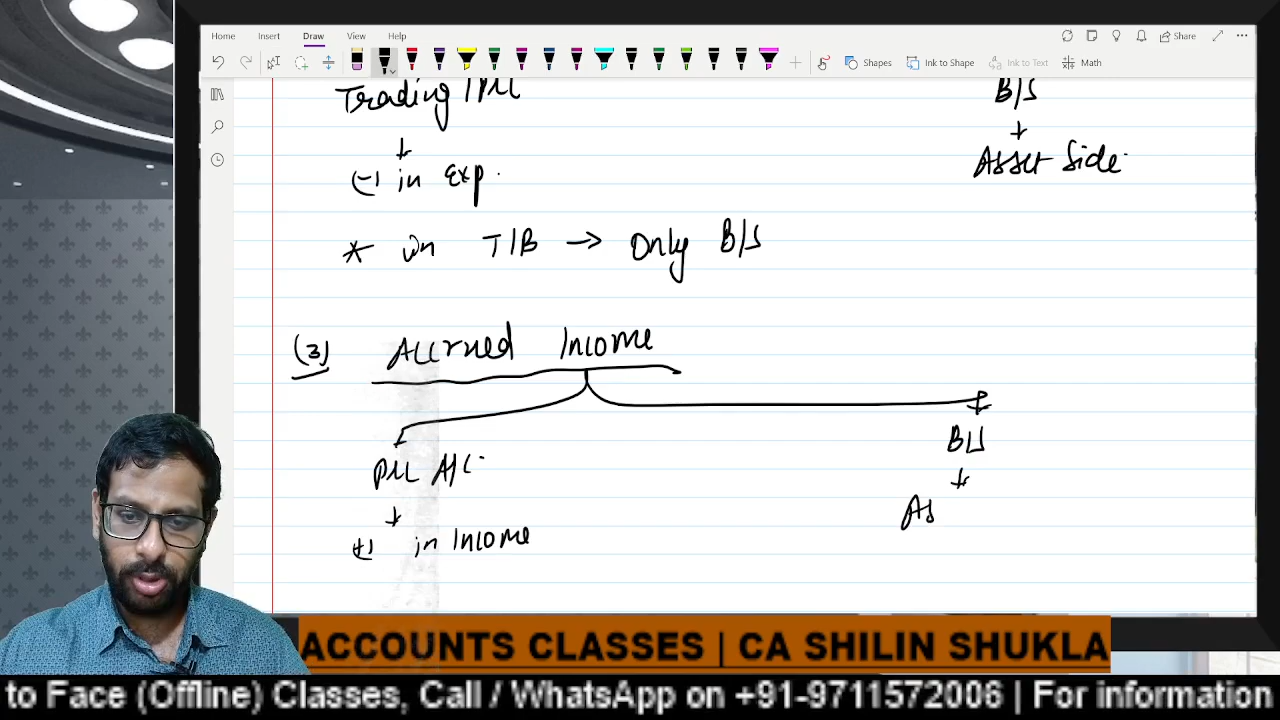 Home Insert Draw View Help
Share
Shapes Ink to Shape Ink to Text Math
Trading / P&L
B/S
(-) in Exp.
Asset Side
* in T/B → Only B/S
(3) Accrued Income
P&L A/c
B/S
As
(+) in Income
ACCOUNTS CLASSES | CA SHILIN SHUKLA
to Face (Offline) Classes, Call / WhatsApp on +91-9711572006 | For information